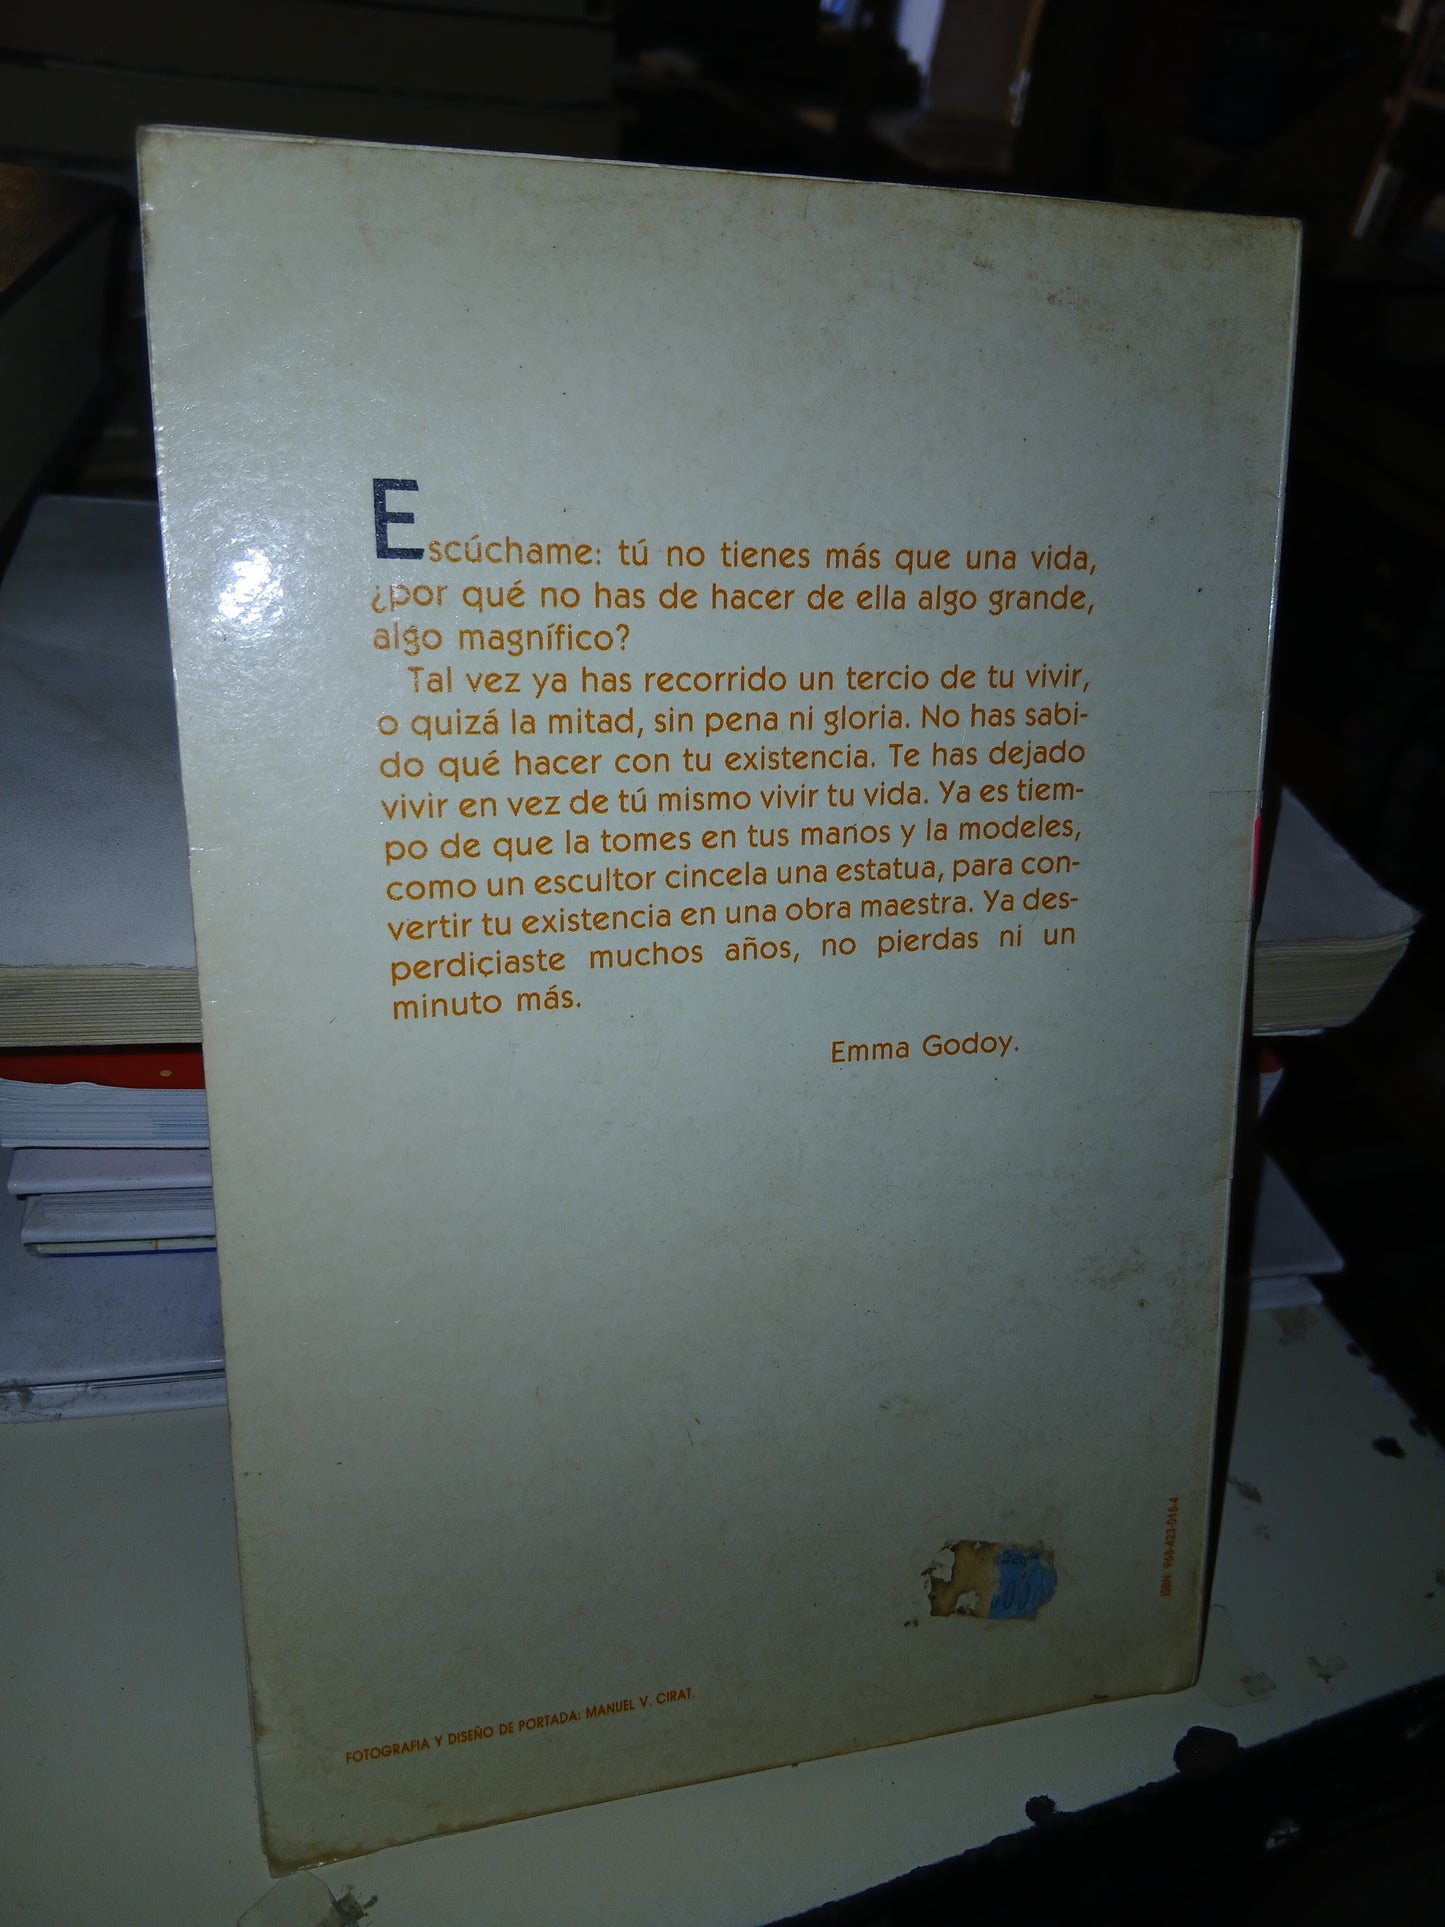 Escúchame: tú no tienes más que una vida,
¿por qué no has de hacer de ella algo grande,
algo magnífico?
Tal vez ya has recorrido un tercio de tu vivir,
o quizá la mitad, sin pena ni gloria. No has sabi-
do qué hacer con tu existencia. Te has dejado
vivir en vez de tú mismo vivir tu vida. Ya es tiem-
po de que la tomes en tus manos y la modeles,
como un escultor cincela una estatua, para con-
vertir tu existencia en una obra maestra. Ya des-
perdiciaste muchos años, no pierdas ni un
minuto más.
Emma Godoy.
ISBN: 968-423-018-4
FOTOGRAFIA Y DISEÑO DE PORTADA: MANUEL V. CIRAT.